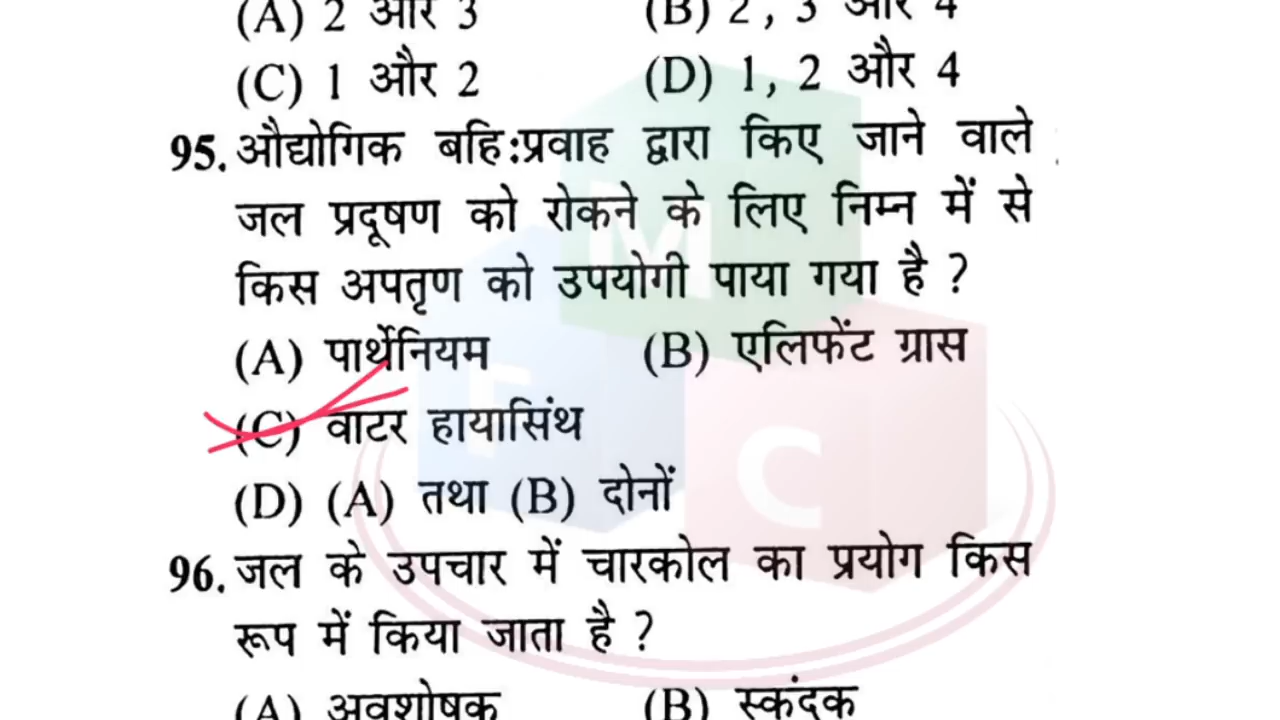 (A) 2 और 3 (B) 2, 3 और 4
(C) 1 और 2 (D) 1, 2 और 4
95. औद्योगिक बहि:प्रवाह द्वारा किए जाने वाले
जल प्रदूषण को रोकने के लिए निम्न में से
किस अपतृण को उपयोगी पाया गया है ?
(A) पार्थेनियम (B) एलिफेंट ग्रास
(C) वाटर हायासिंथ
(D) (A) तथा (B) दोनों
96. जल के उपचार में चारकोल का प्रयोग किस
रूप में किया जाता है ?
(A) अवशोषक (B) स्कंदक
M
F
C